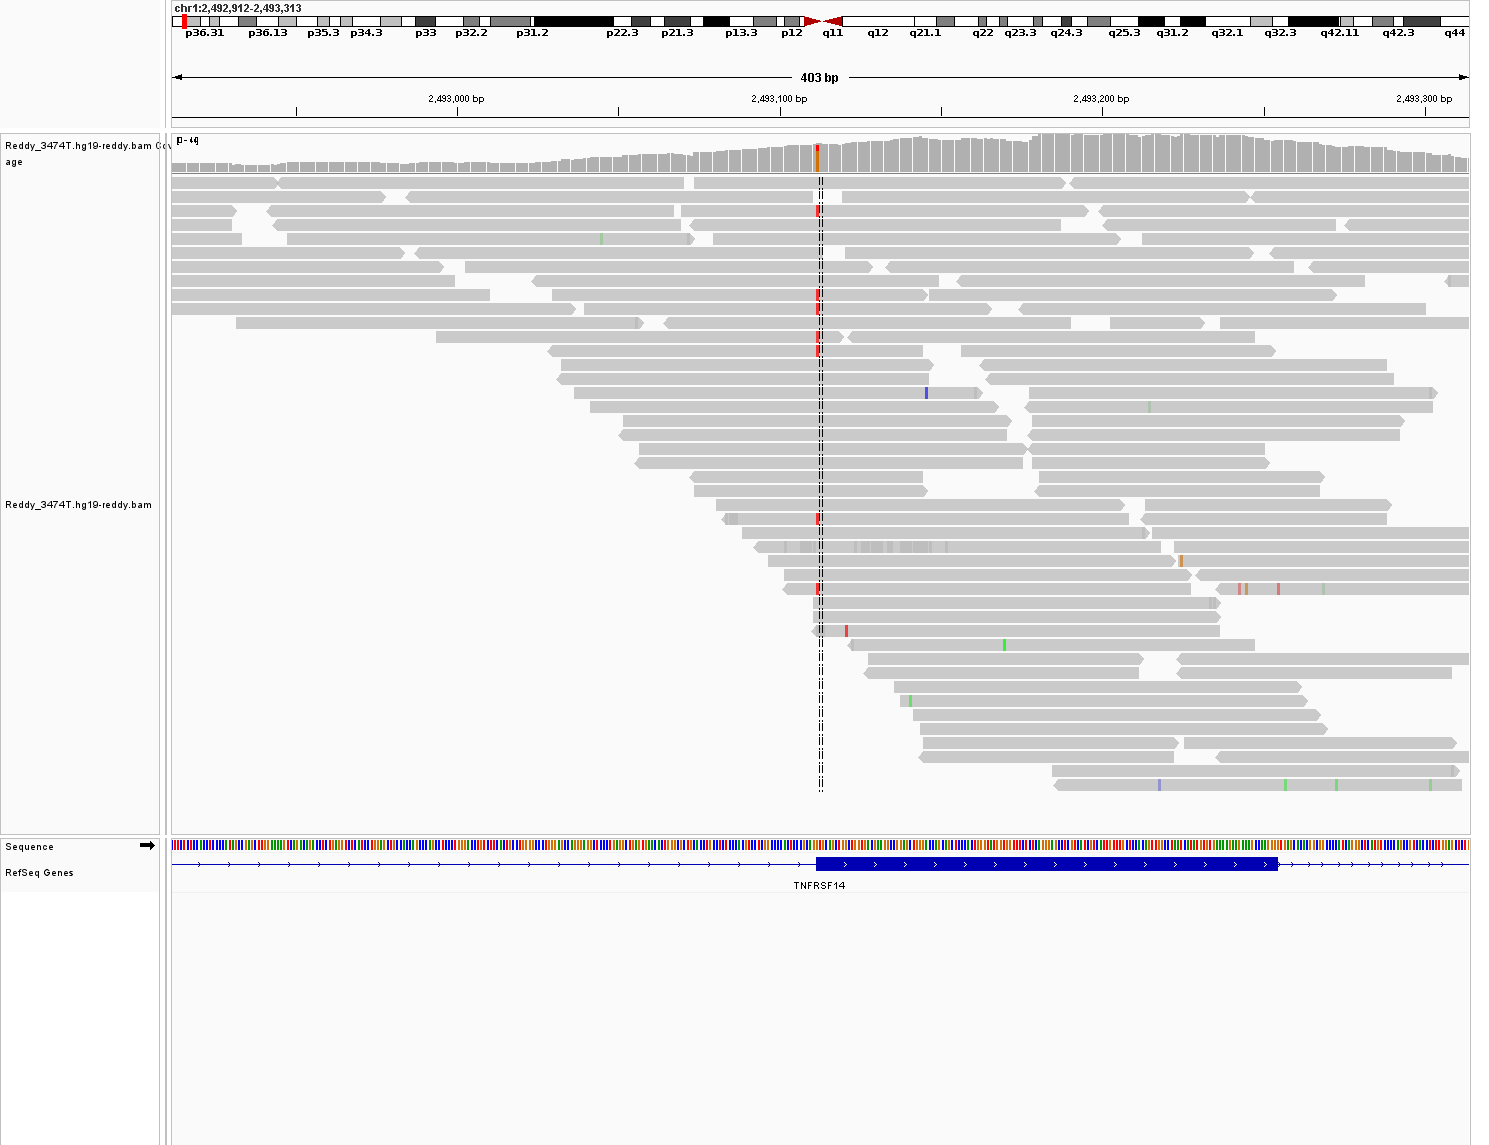 chr1:2,492,912-2,493,313
p36.31 p36.13 p35.3 p34.3 p33 p32.2 p31.2 p22.3 p21.3 p13.3 p12 q11 q12 q21.1 q22 q23.3 q24.3 q25.3 q31.2 q32.1 q32.3 q42.11 q42.3 q44
403 bp
2,493,000 bp 2,493,100 bp 2,493,200 bp 2,493,300 bp
[0 - 44]
Reddy_3474T.hg19-reddy.bam Cov
age
Reddy_3474T.hg19-reddy.bam
Sequence
RefSeq Genes
TNFRSF14